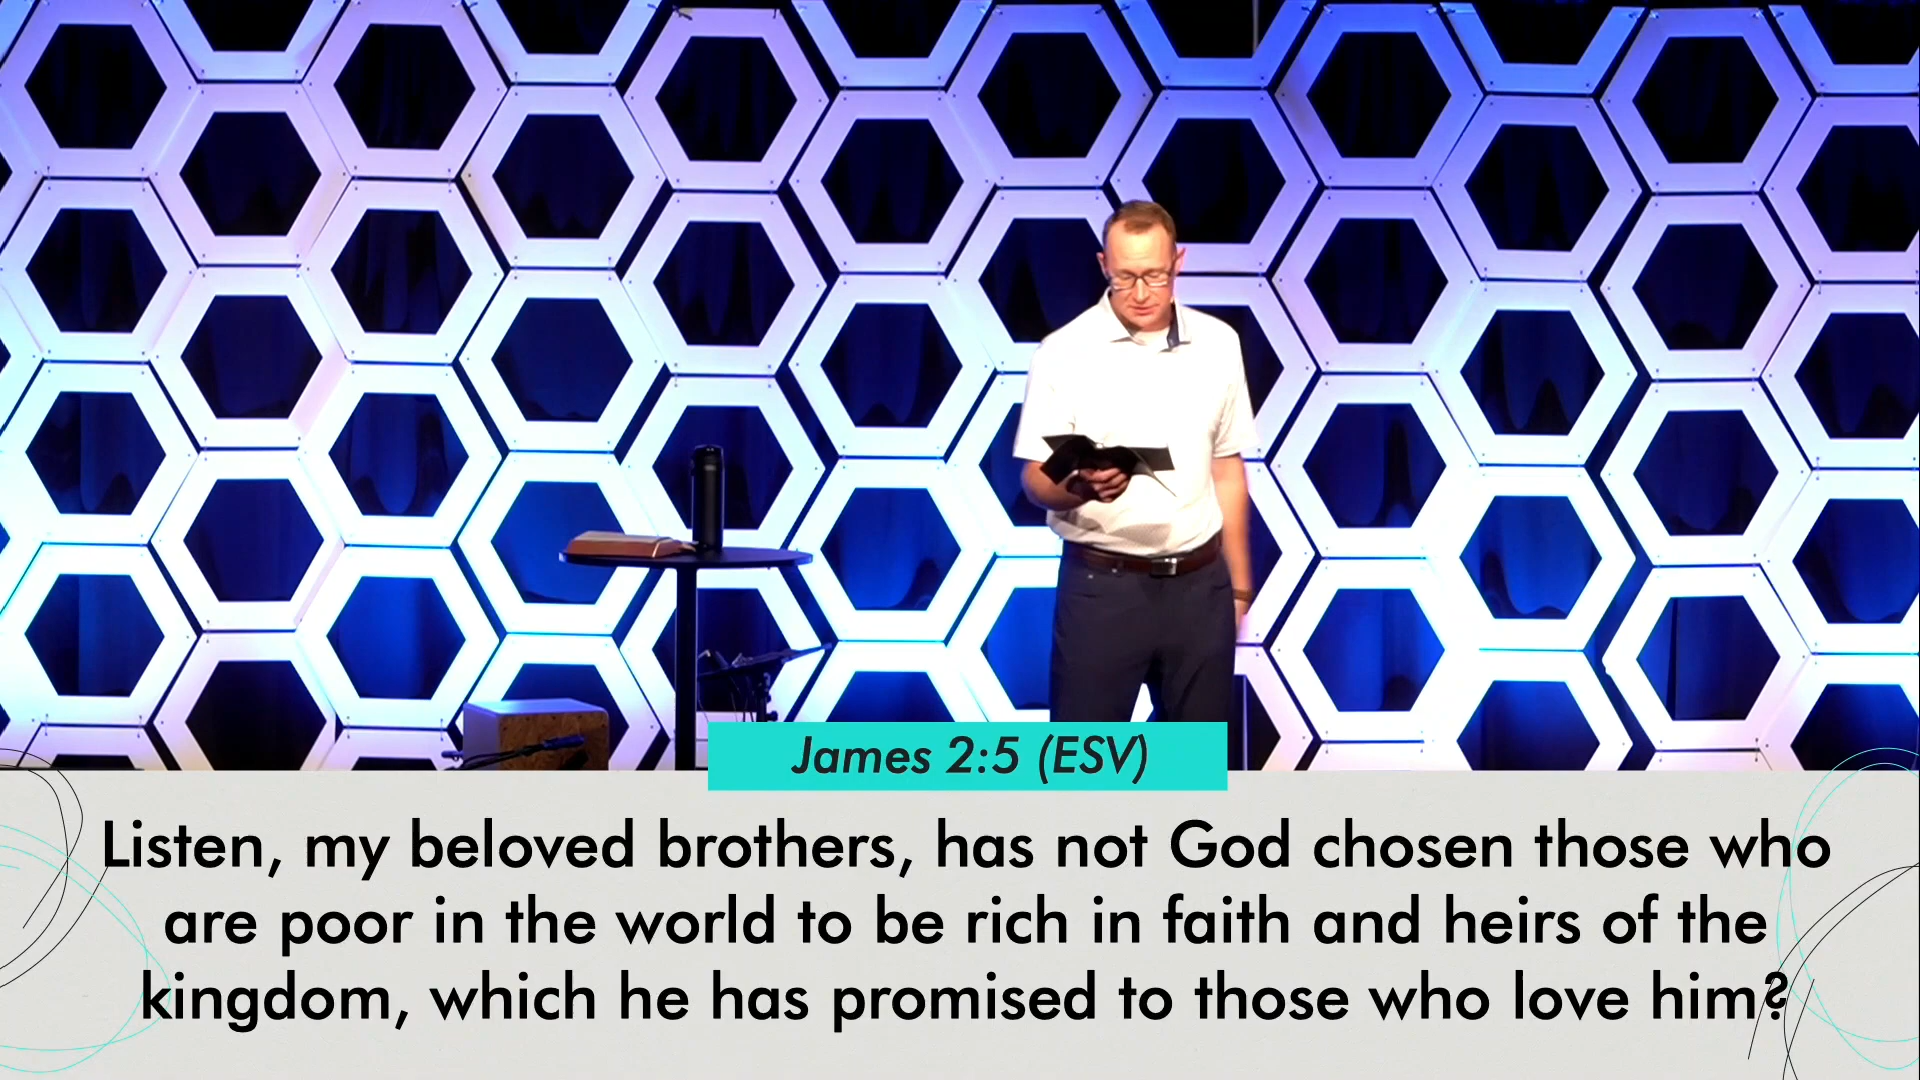 James 2:5 (ESV)
Listen, my beloved brothers, has not God chosen those who
are poor in the world to be rich in faith and heirs of the
kingdom, which he has promised to those who love him?